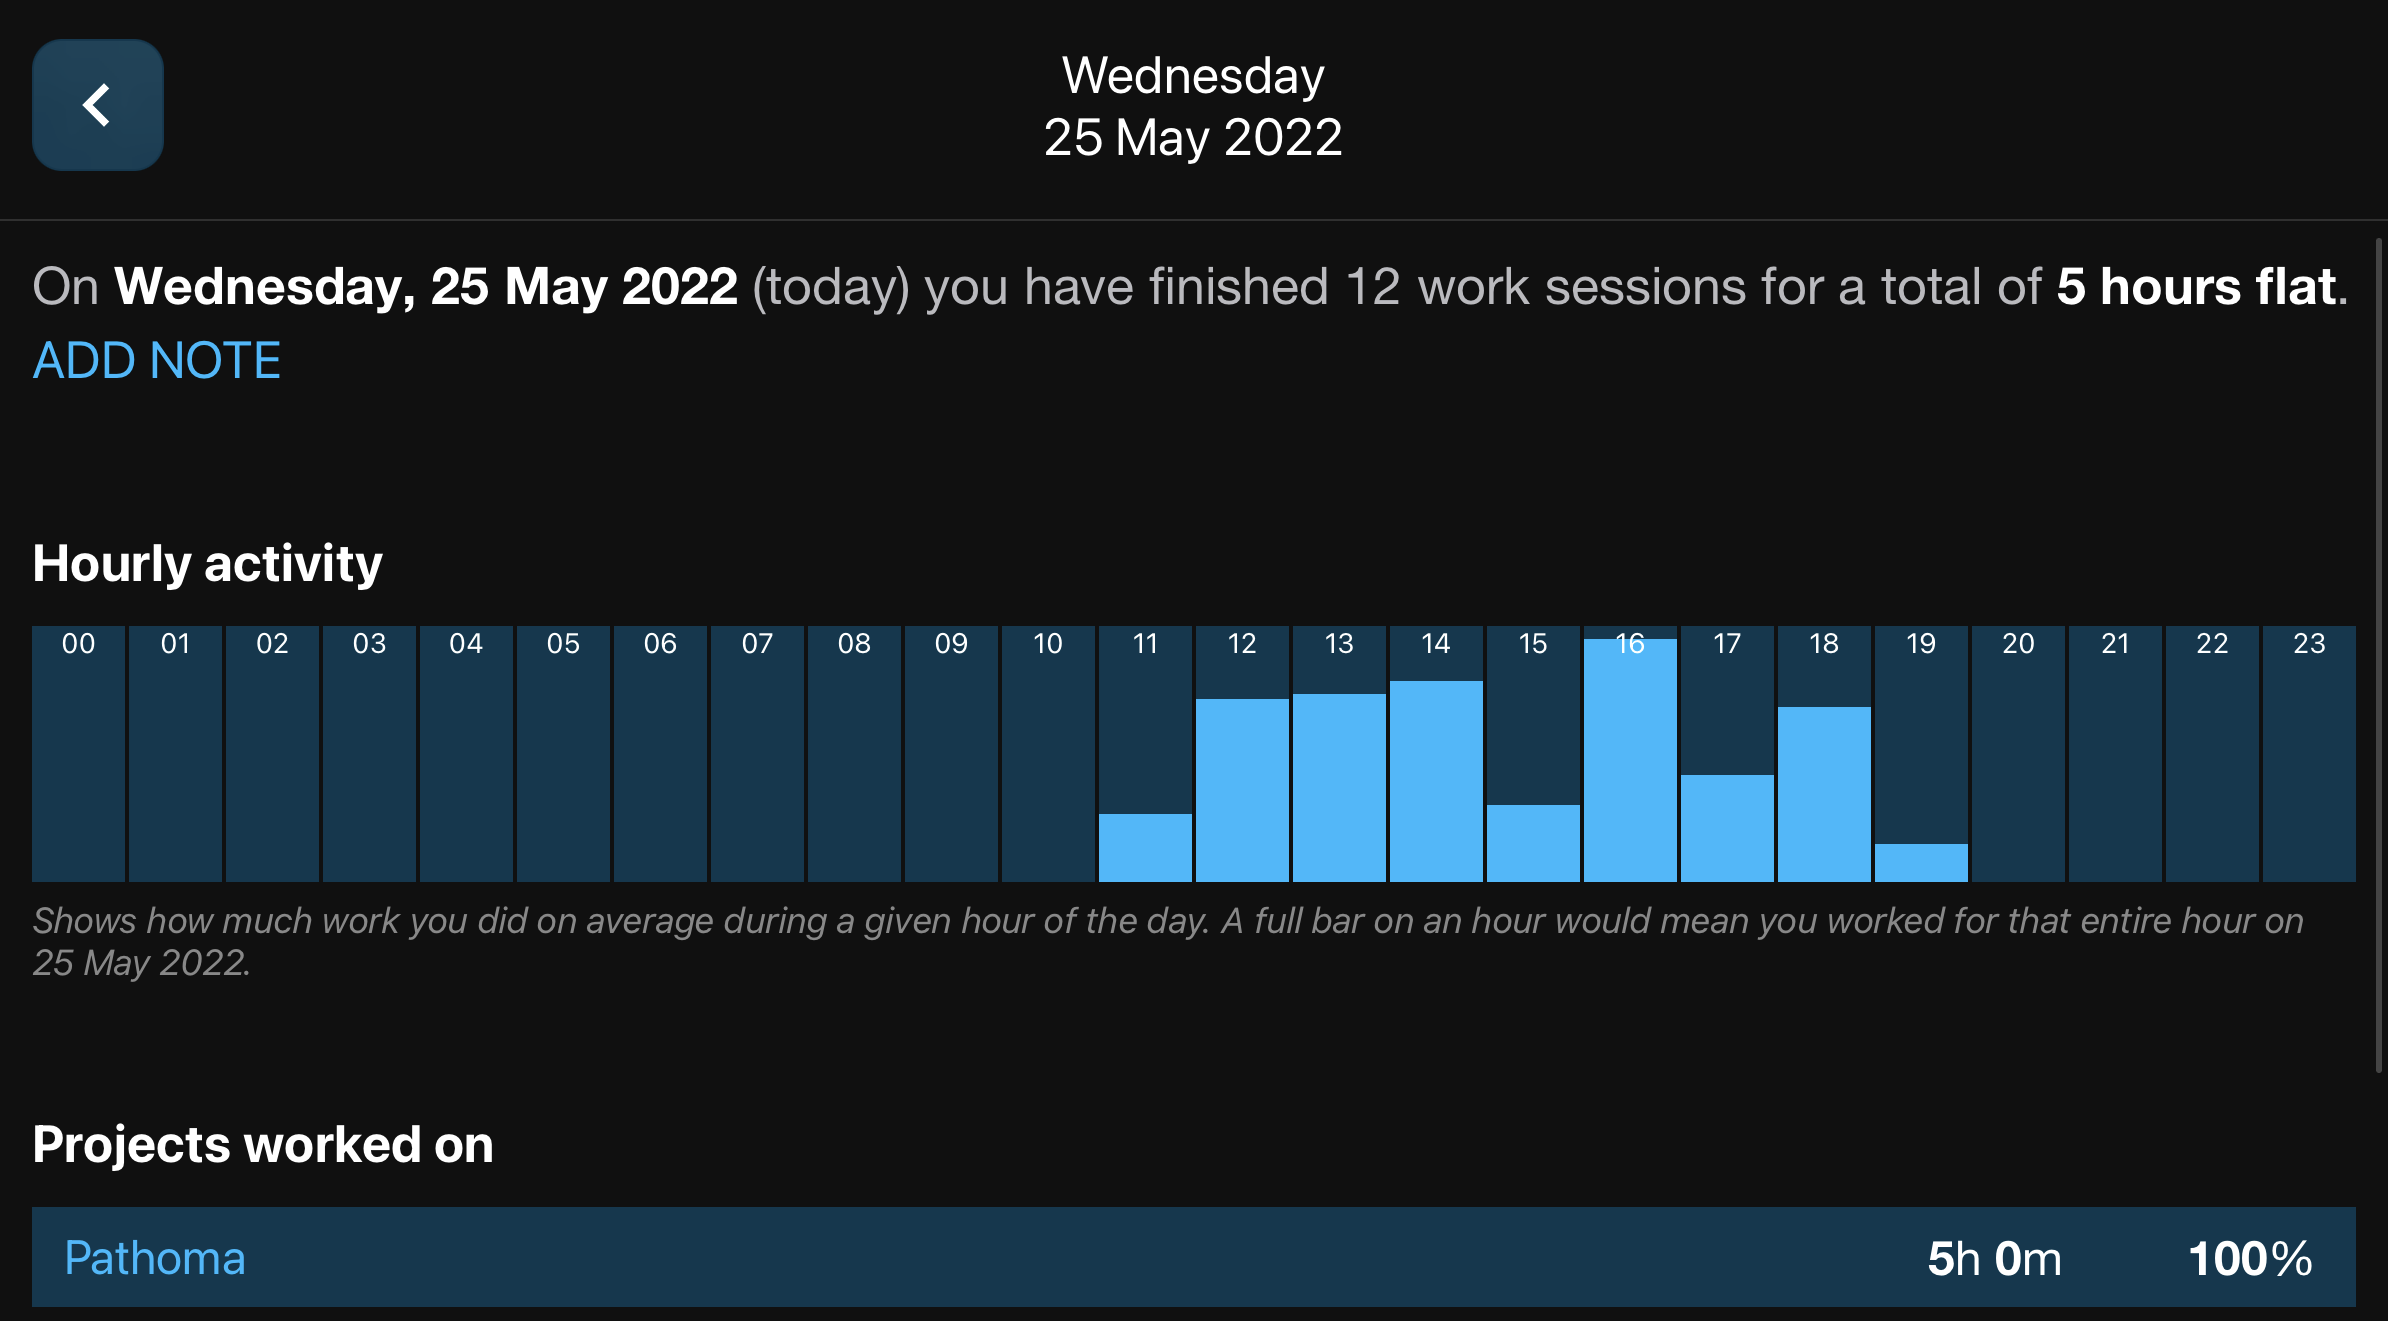 Wednesday
25 May 2022
On Wednesday, 25 May 2022 (today) you have finished 12 work sessions for a total of 5 hours flat.
ADD NOTE
Hourly activity
00 01 02 03 04 05 06 07 08 09 10 11 12 13 14 15 16 17 18 19 20 21 22 23
Shows how much work you did on average during a given hour of the day. A full bar on an hour would mean you worked for that entire hour on
25 May 2022.
Projects worked on
Pathoma 5h 0m 100%